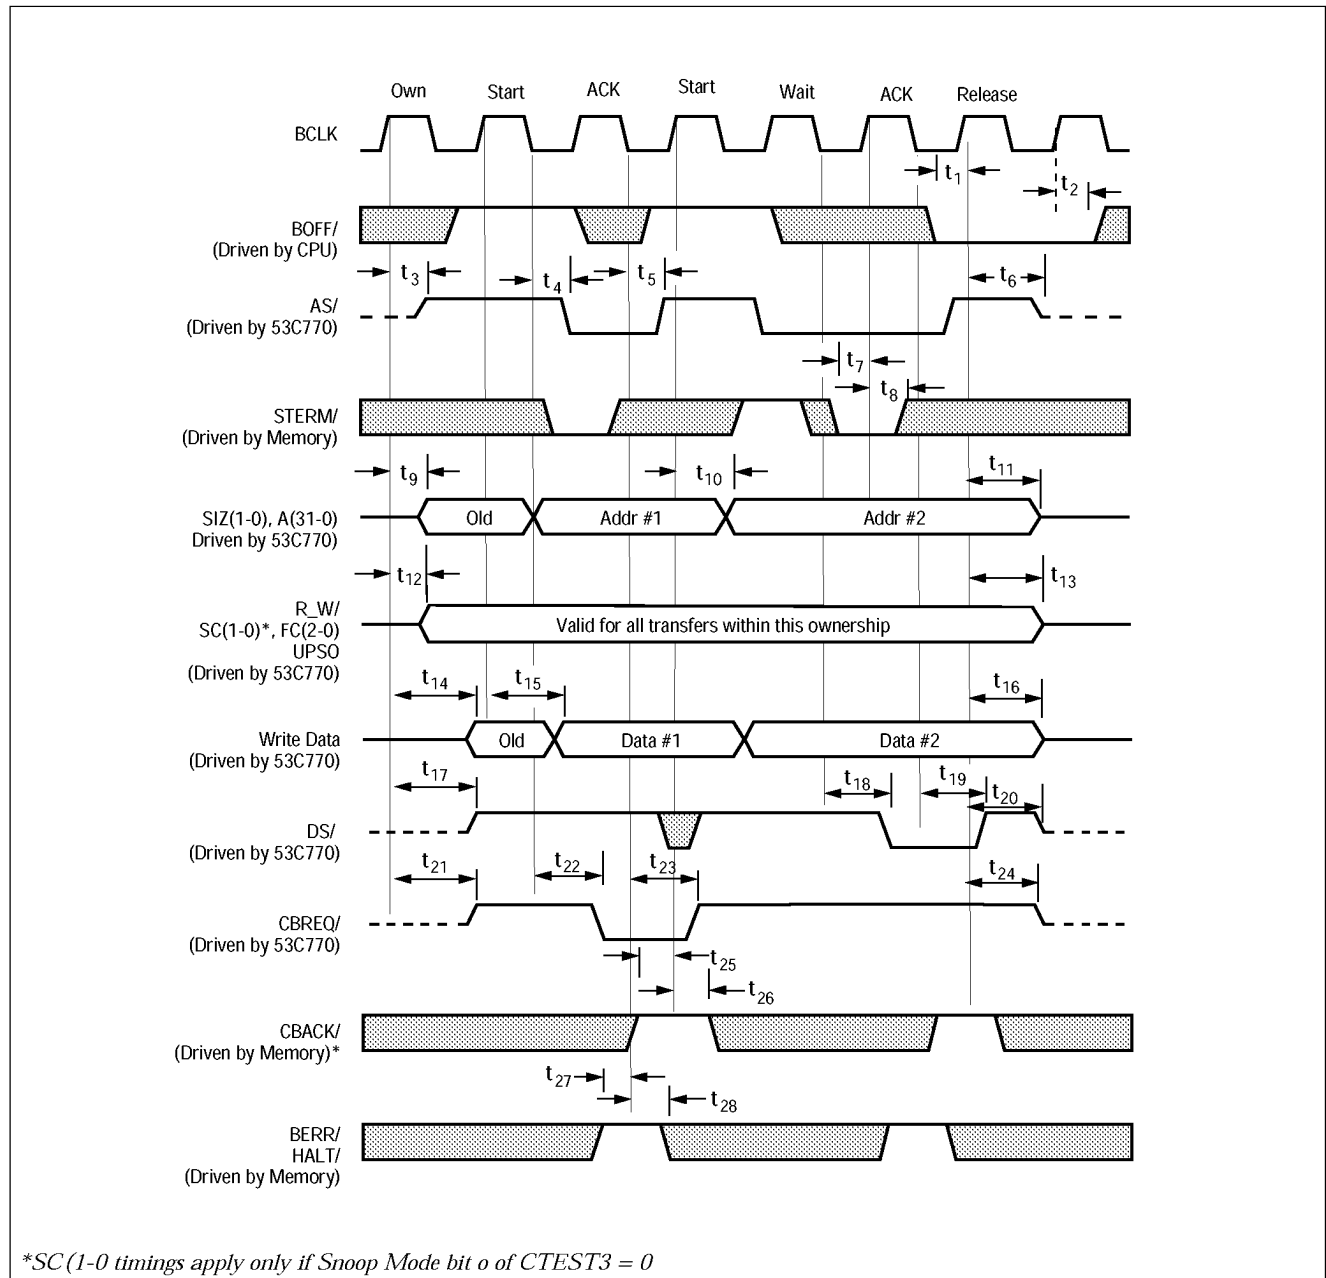 Own Start ACK Start Wait ACK Release
BCLK
t1
t2
BOFF/
(Driven by CPU)
t3 t4 t5 t6
AS/
(Driven by 53C770)
t7
t8
STERM/
(Driven by Memory)
t9 t10 t11
SIZ(1-0), A(31-0)
Driven by 53C770)
Old Addr #1 Addr #2
t12 t13
R_W/
SC(1-0)*, FC(2-0)
UPSO
(Driven by 53C770)
Valid for all transfers within this ownership
t14 t15 t16
Write Data
(Driven by 53C770)
Old Data #1 Data #2
t17 t18 t19 t20
DS/
(Driven by 53C770)
t21 t22 t23 t24
CBREQ/
(Driven by 53C770)
t25
t26
CBACK/
(Driven by Memory)*
t27
t28
BERR/
HALT/
(Driven by Memory)
*SC(1-0 timings apply only if Snoop Mode bit o of CTEST3 = 0